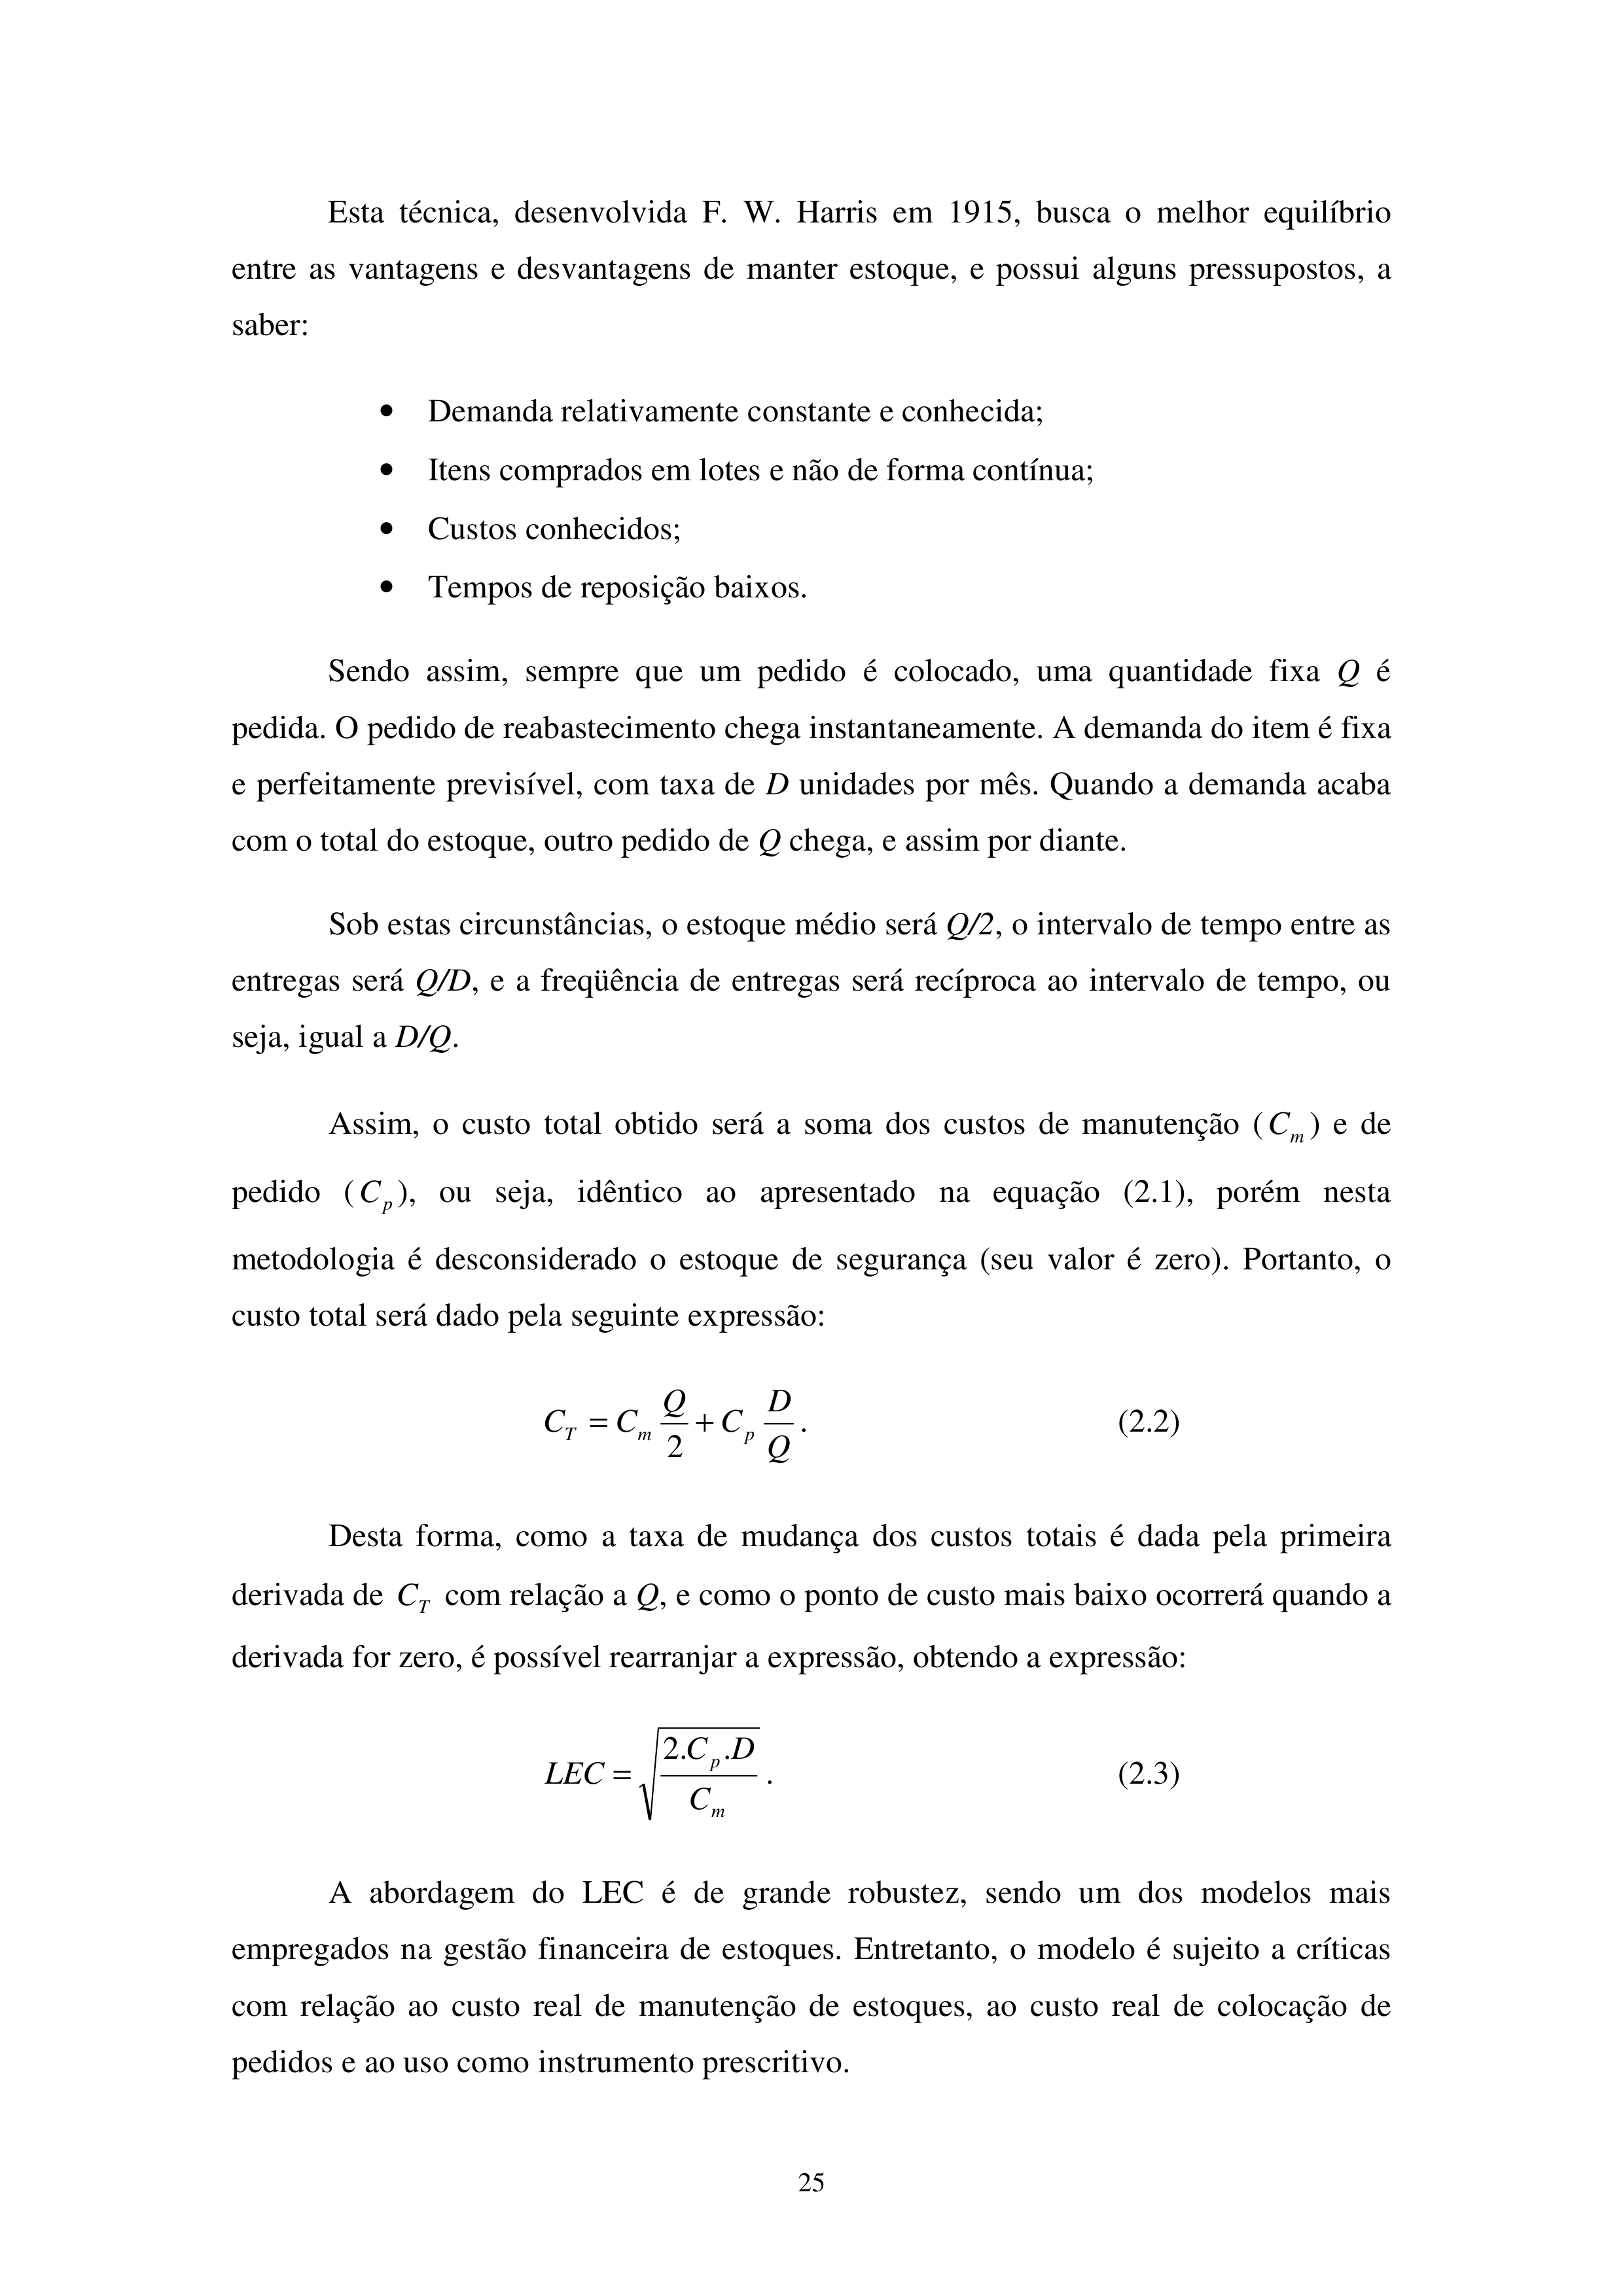 Esta técnica, desenvolvida F. W. Harris em 1915, busca o melhor equilíbrio
entre as vantagens e desvantagens de manter estoque, e possui alguns pressupostos, a
saber:
• Demanda relativamente constante e conhecida;
• Itens comprados em lotes e não de forma contínua;
• Custos conhecidos;
• Tempos de reposição baixos.
Sendo assim, sempre que um pedido é colocado, uma quantidade fixa Q é
pedida. O pedido de reabastecimento chega instantaneamente. A demanda do item é fixa
e perfeitamente previsível, com taxa de D unidades por mês. Quando a demanda acaba
com o total do estoque, outro pedido de Q chega, e assim por diante.
Sob estas circunstâncias, o estoque médio será Q/2, o intervalo de tempo entre as
entregas será Q/D, e a freqüência de entregas será recíproca ao intervalo de tempo, ou
seja, igual a D/Q.
Assim, o custo total obtido será a soma dos custos de manutenção ( C_m ) e de
pedido ( C_p ), ou seja, idêntico ao apresentado na equação (2.1), porém nesta
metodologia é desconsiderado o estoque de segurança (seu valor é zero). Portanto, o
custo total será dado pela seguinte expressão:
C_T = C_m \frac{Q}{2} + C_p \frac{D}{Q} . (2.2)
Desta forma, como a taxa de mudança dos custos totais é dada pela primeira
derivada de C_T com relação a Q, e como o ponto de custo mais baixo ocorrerá quando a
derivada for zero, é possível rearranjar a expressão, obtendo a expressão:
LEC = \sqrt{\frac{2.C_p.D}{C_m}} . (2.3)
A abordagem do LEC é de grande robustez, sendo um dos modelos mais
empregados na gestão financeira de estoques. Entretanto, o modelo é sujeito a críticas
com relação ao custo real de manutenção de estoques, ao custo real de colocação de
pedidos e ao uso como instrumento prescritivo.
25